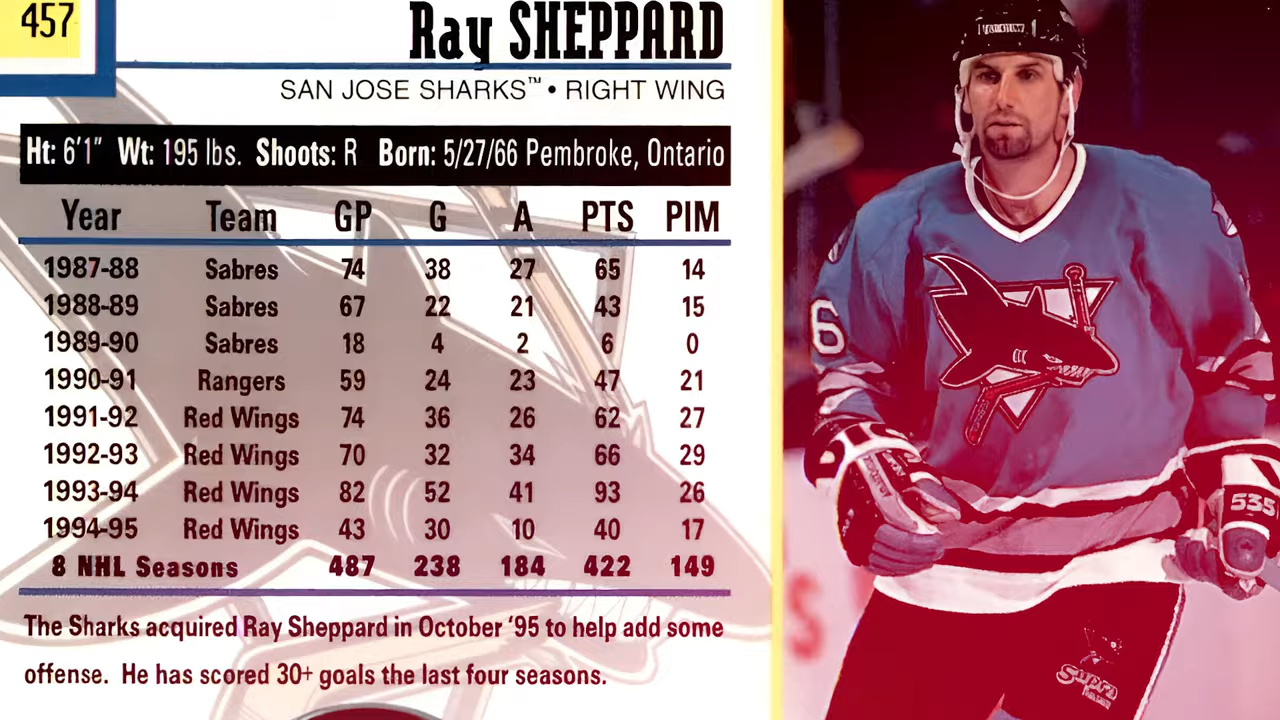 457
Ray SHEPPARD
SAN JOSE SHARKS™ • RIGHT WING
Ht: 6'1" Wt: 195 lbs. Shoots: R Born: 5/27/66 Pembroke, Ontario
Year Team GP G A PTS PIM
1987-88 Sabres 74 38 27 65 14
1988-89 Sabres 67 22 21 43 15
1989-90 Sabres 18 4 2 6 0
1990-91 Rangers 59 24 23 47 21
1991-92 Red Wings 74 36 26 62 27
1992-93 Red Wings 70 32 34 66 29
1993-94 Red Wings 82 52 41 93 26
1994-95 Red Wings 43 30 10 40 17
8 NHL Seasons 487 238 184 422 149
The Sharks acquired Ray Sheppard in October '95 to help add some
offense. He has scored 30+ goals the last four seasons.
6
535